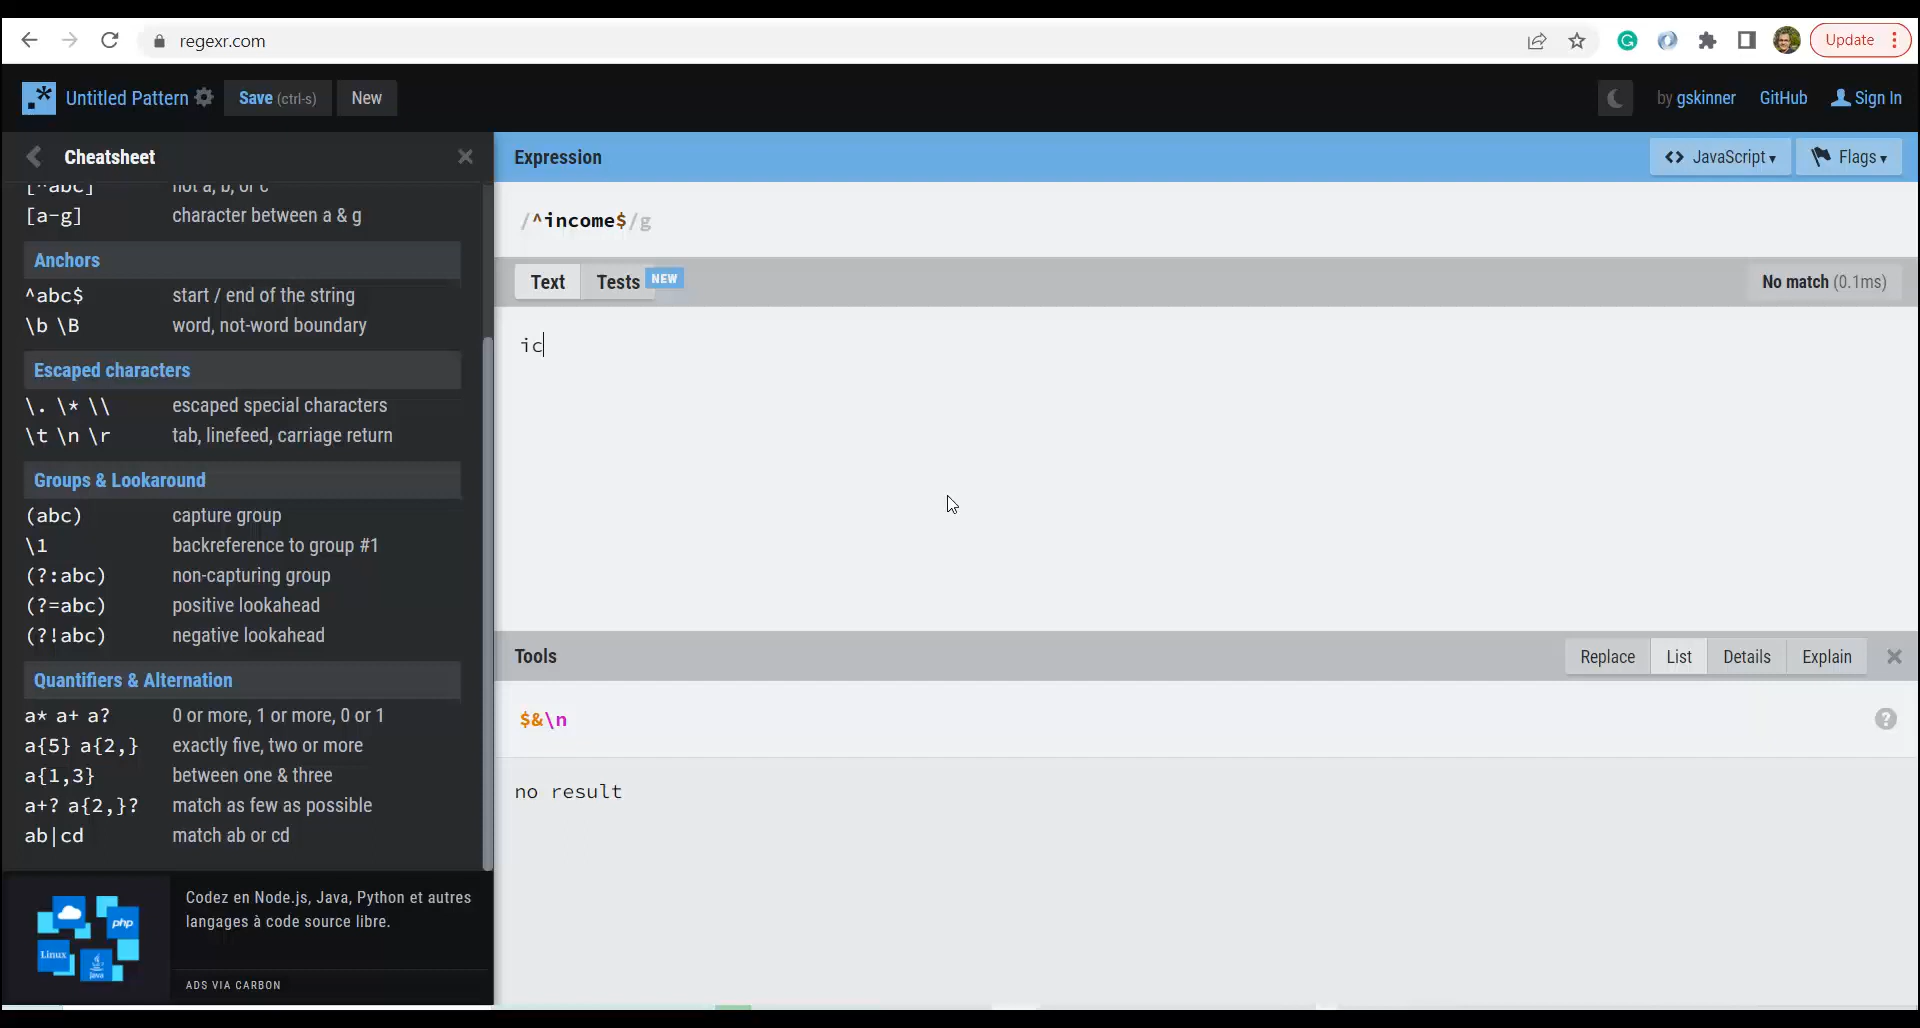 regexr.com
Update
.*
Untitled Pattern
Save (ctrl-s)
New
by gskinner
GitHub
Sign In
Cheatsheet
[^abc] not a, b, or c
[a-g] character between a & g
Anchors
^abc$ start / end of the string
\b \B word, not-word boundary
Escaped characters
\. \* \\ escaped special characters
\t \n \r tab, linefeed, carriage return
Groups & Lookaround
(abc) capture group
\1 backreference to group #1
(?:abc) non-capturing group
(?=abc) positive lookahead
(?!abc) negative lookahead
Quantifiers & Alternation
a* a+ a? 0 or more, 1 or more, 0 or 1
a{5} a{2,} exactly five, two or more
a{1,3} between one & three
a+? a{2,}? match as few as possible
ab|cd match ab or cd
php
Linux
Java
Codez en Node.js, Java, Python et autres
langages à code source libre.
ADS VIA CARBON
Expression
<> JavaScript
Flags
/^income$/g
Text
Tests
NEW
No match (0.1ms)
ic
Tools
Replace
List
Details
Explain
$&\n
?
no result